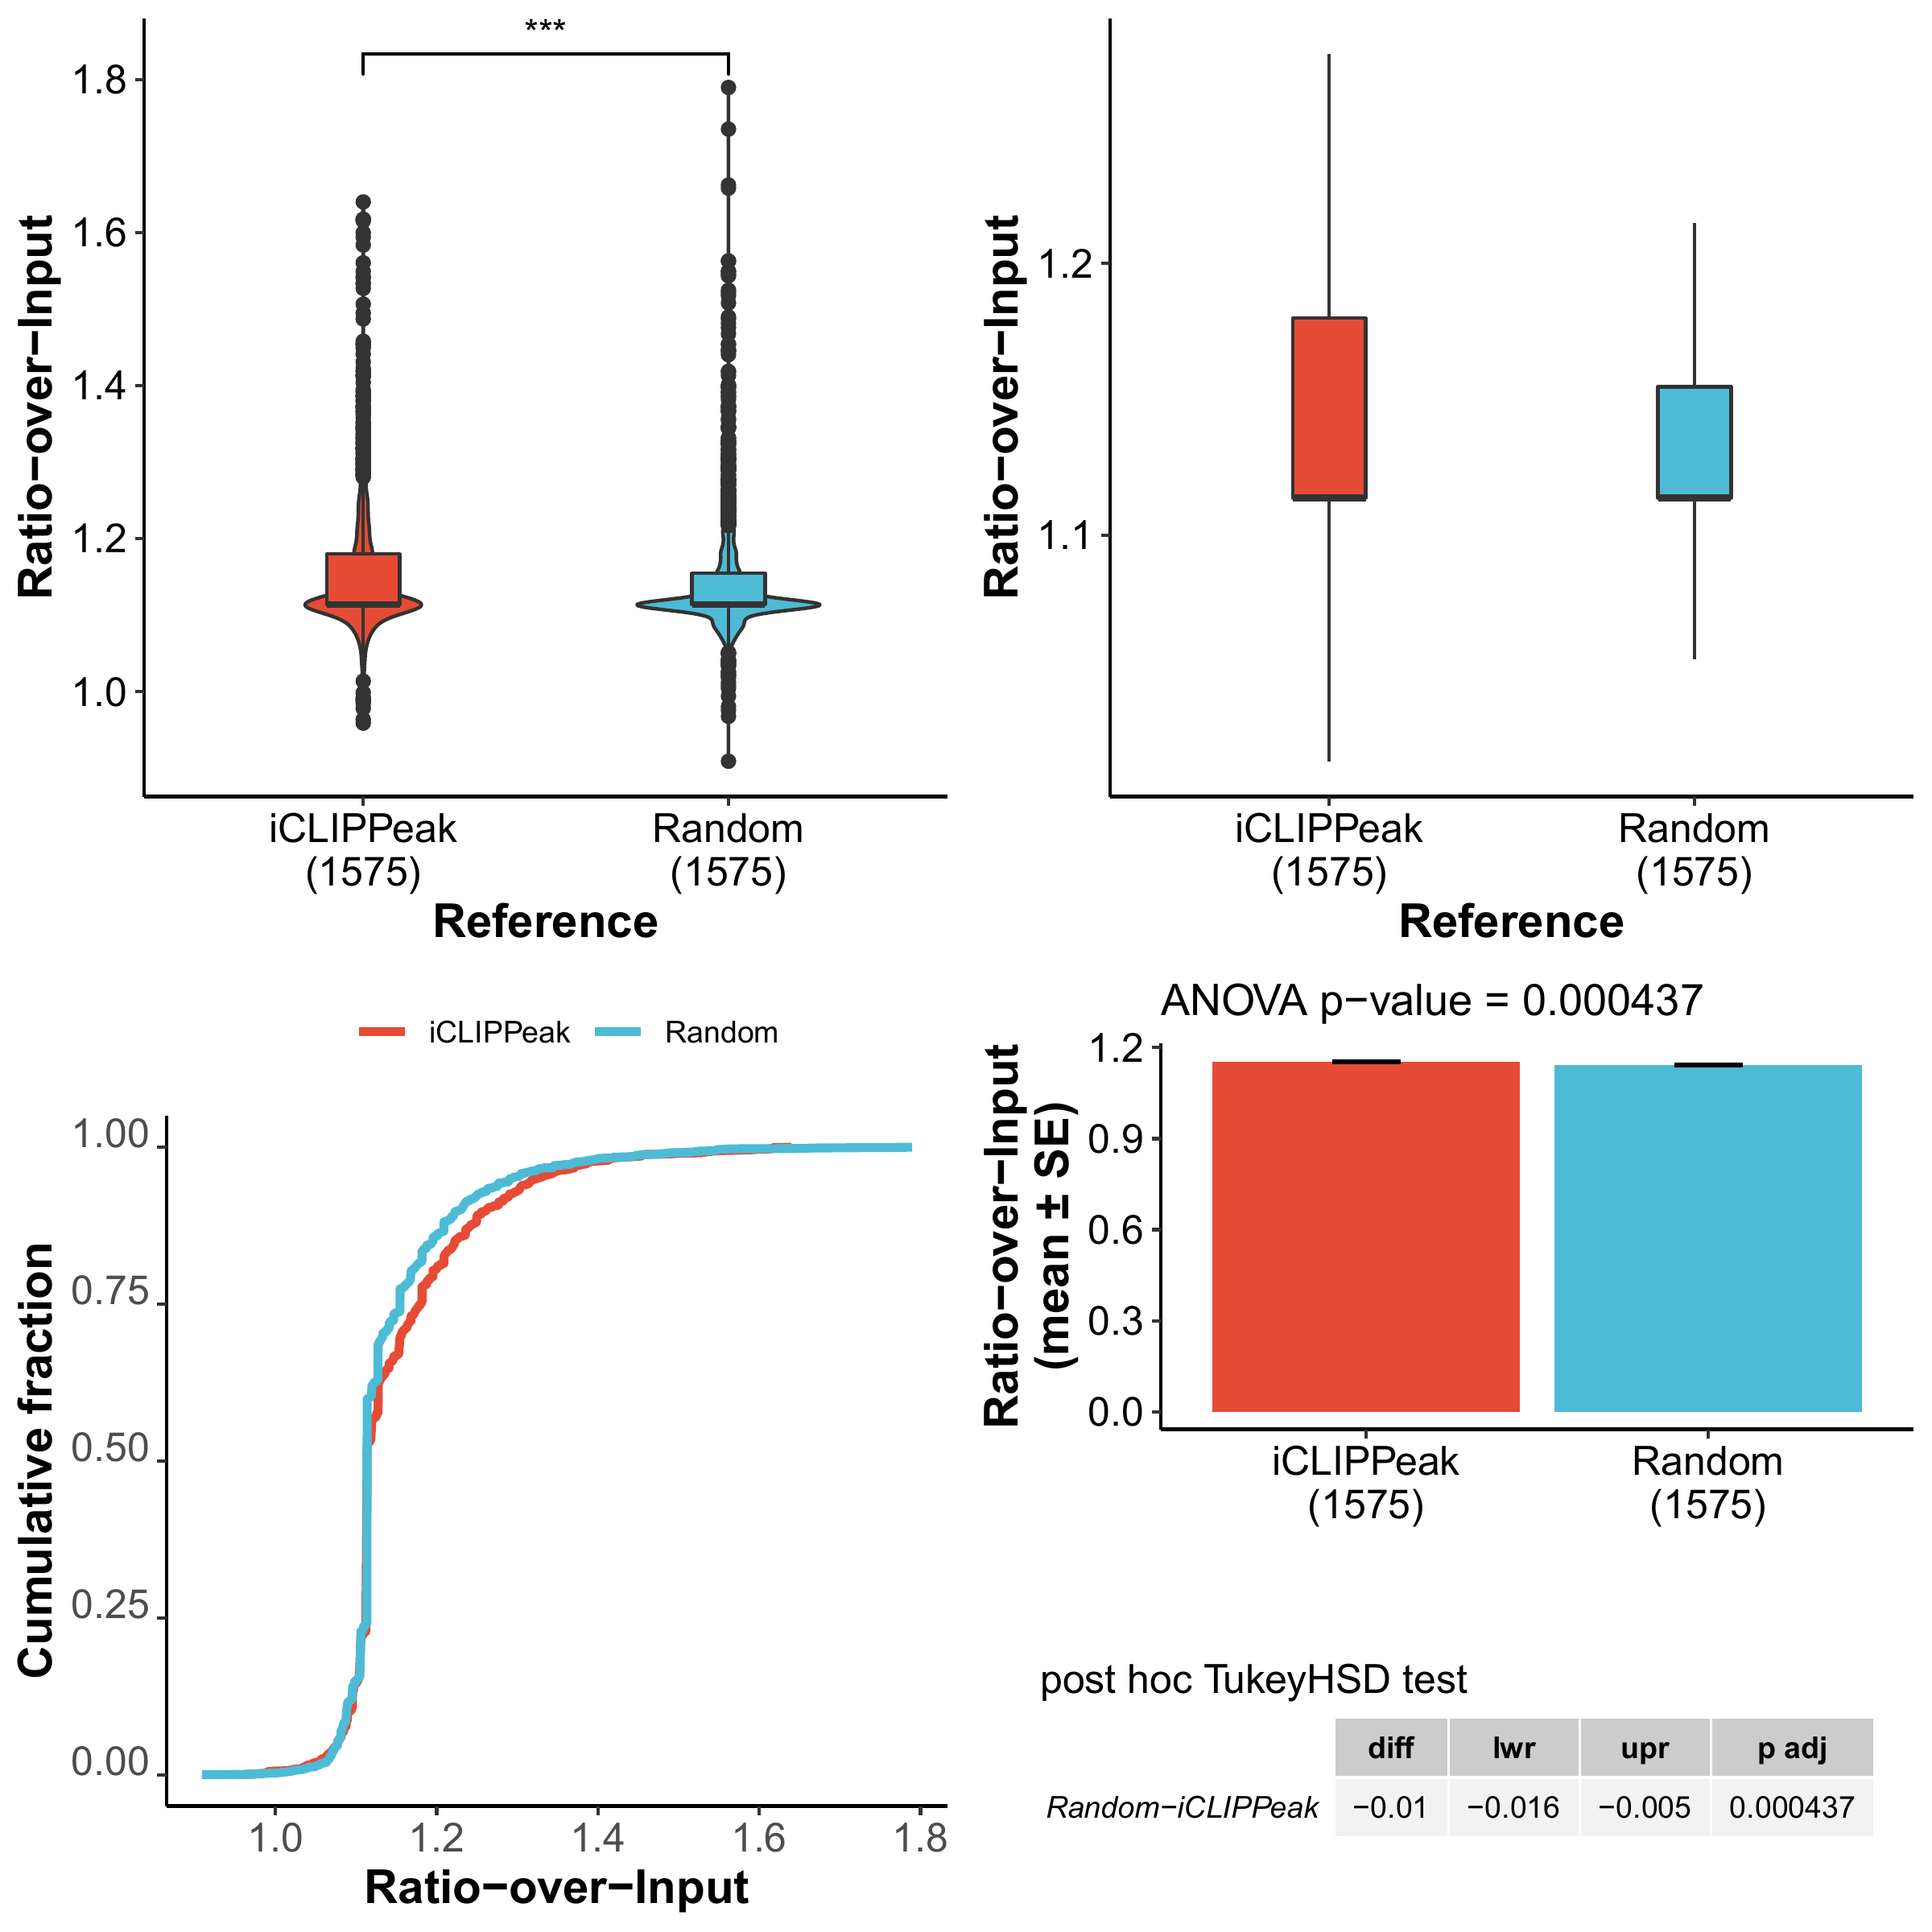 ***
Ratio−over−Input
1.8
1.6
1.4
1.2
1.0
iCLIPPeak
(1575)
Random
(1575)
Reference
Ratio−over−Input
1.2
1.1
iCLIPPeak
(1575)
Random
(1575)
Reference
iCLIPPeak
Random
Cumulative fraction
1.00
0.75
0.50
0.25
0.00
1.0
1.2
1.4
1.6
1.8
Ratio−over−Input
ANOVA p−value = 0.000437
Ratio−over−Input
(mean ± SE)
1.2
0.9
0.6
0.3
0.0
iCLIPPeak
(1575)
Random
(1575)
post hoc TukeyHSD test
diff lwr upr p adj
Random−iCLIPPeak −0.01 −0.016 −0.005 0.000437